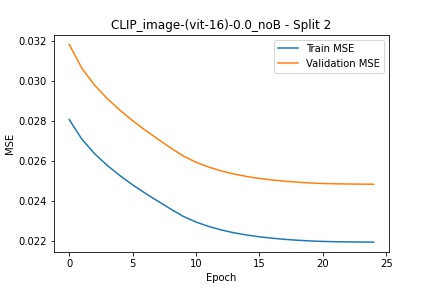 CLIP_image-(vit-16)-0.0_noB - Split 2
Train MSE
Validation MSE
MSE
0.032
0.030
0.028
0.026
0.024
0.022
0 5 10 15 20 25
Epoch